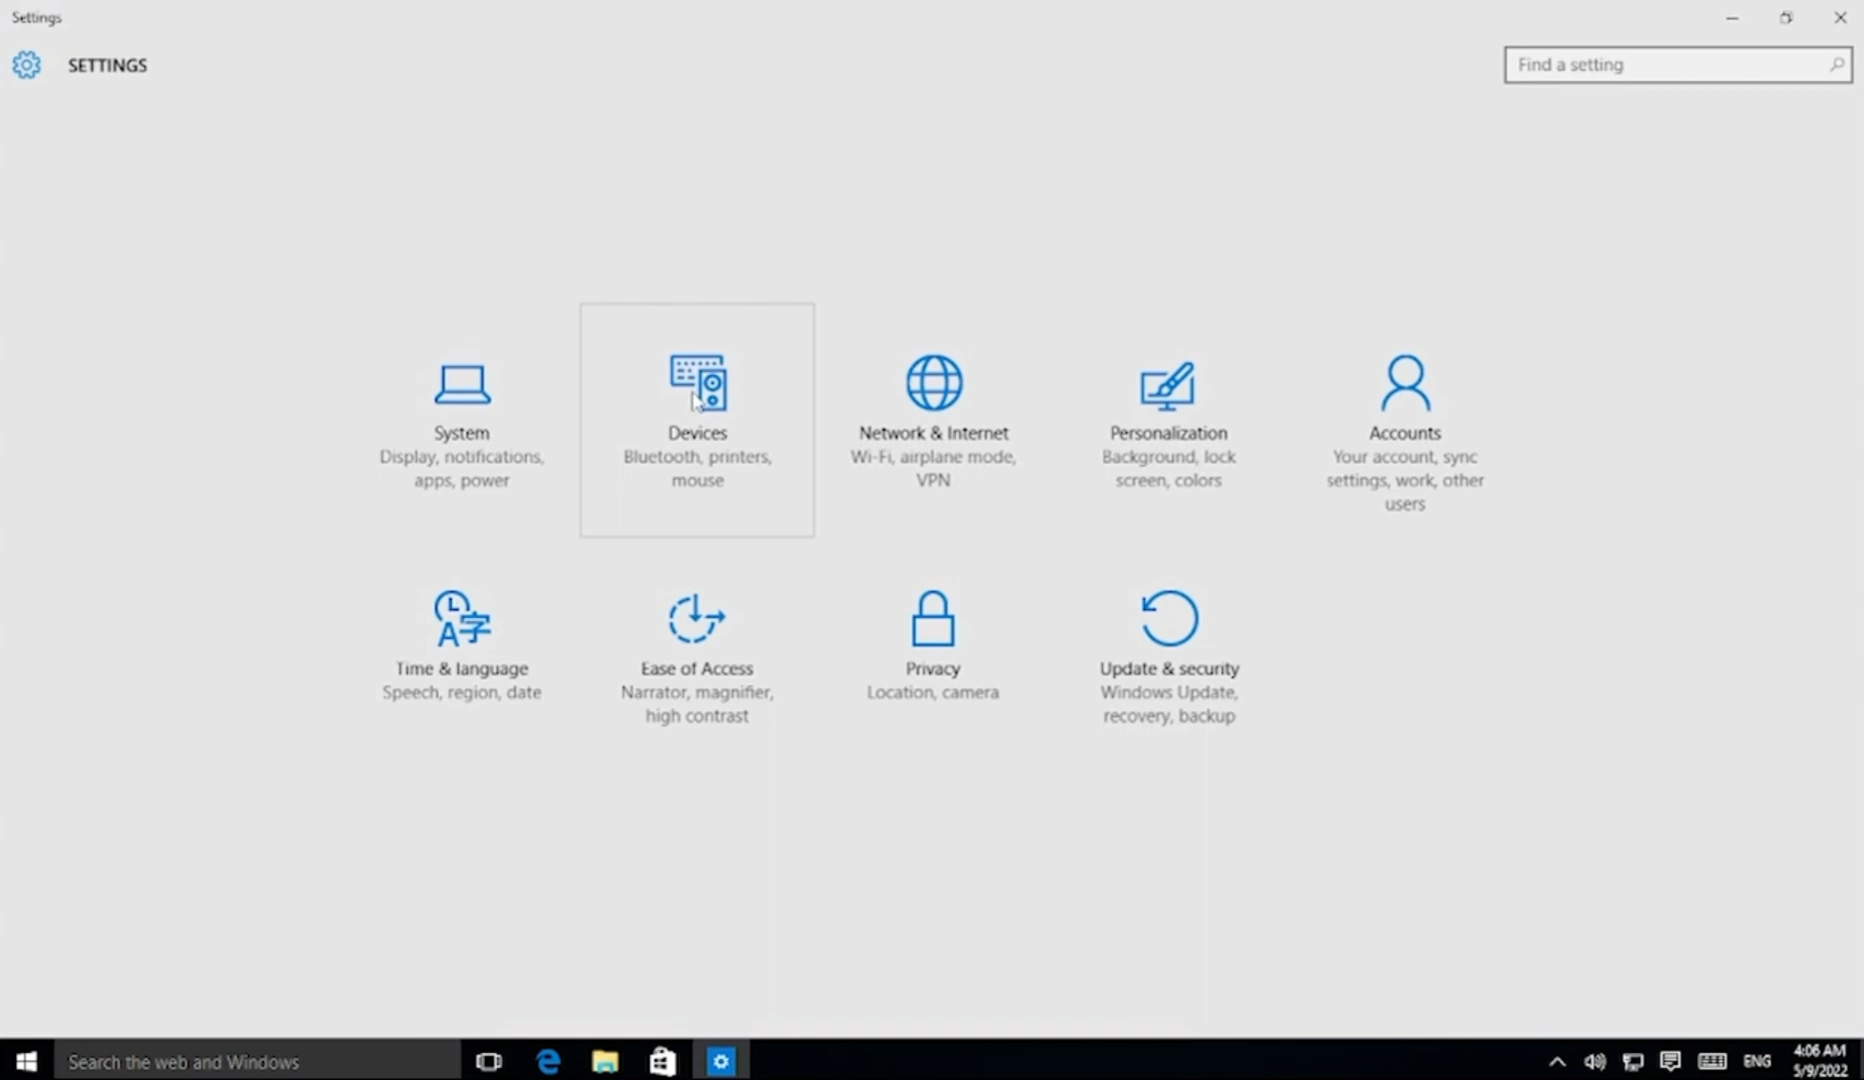 Settings
SETTINGS
Find a setting
System
Display, notifications,
apps, power
Devices
Bluetooth, printers,
mouse
Network & Internet
Wi-Fi, airplane mode,
VPN
Personalization
Background, lock
screen, colors
Accounts
Your account, sync
settings, work, other
users
Time & language
Speech, region, date
Ease of Access
Narrator, magnifier,
high contrast
Privacy
Location, camera
Update & security
Windows Update,
recovery, backup
Search the web and Windows
ENG
4:06 AM
5/9/2022